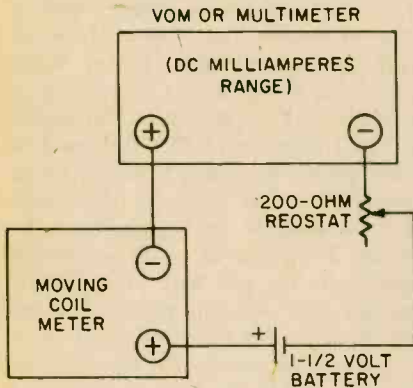 VOM OR MULTIMETER
(DC MILLIAMPERES
RANGE)
+
−
200-OHM
REOSTAT
−
MOVING
COIL
METER
+
+
1-1/2 VOLT
BATTERY